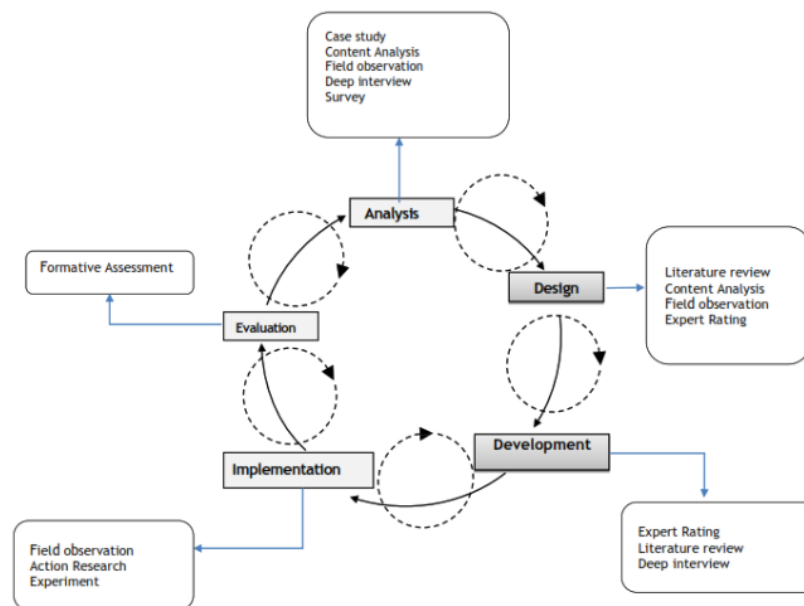 Case study
Content Analysis
Field observation
Deep interview
Survey
Analysis
Formative Assessment
Literature review
Content Analysis
Field observation
Expert Rating
Design
Evaluation
Development
Implementation
Expert Rating
Literature review
Deep interview
Field observation
Action Research
Experiment